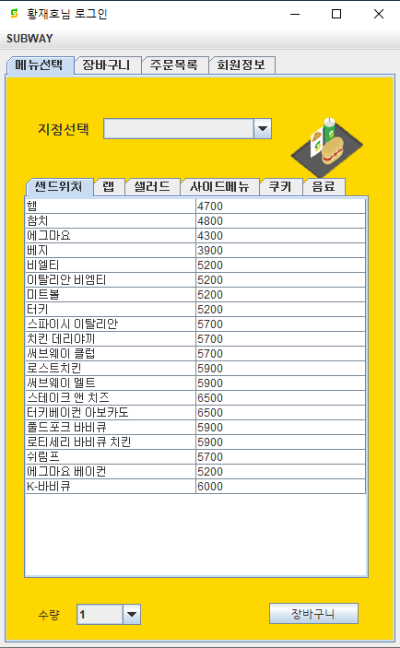 황재호님 로그인
SUBWAY
메뉴선택 장바구니 주문목록 회원정보
지점선택
샌드위치 랩 샐러드 사이드메뉴 쿠키 음료
햄 4700
참치 4800
에그마요 4300
베지 3900
비엘티 5200
이탈리안 비엠티 5200
미트볼 5200
터키 5200
스파이시 이탈리안 5700
치킨 데리야끼 5700
써브웨이 클럽 5700
로스트치킨 5900
써브웨이 멜트 5900
스테이크 앤 치즈 6500
터키베이컨 아보카도 6500
풀드포크 바비큐 5900
로티세리 바비큐 치킨 5900
쉬림프 5700
에그마요 베이컨 5200
K-바비큐 6000
수량 1 장바구니